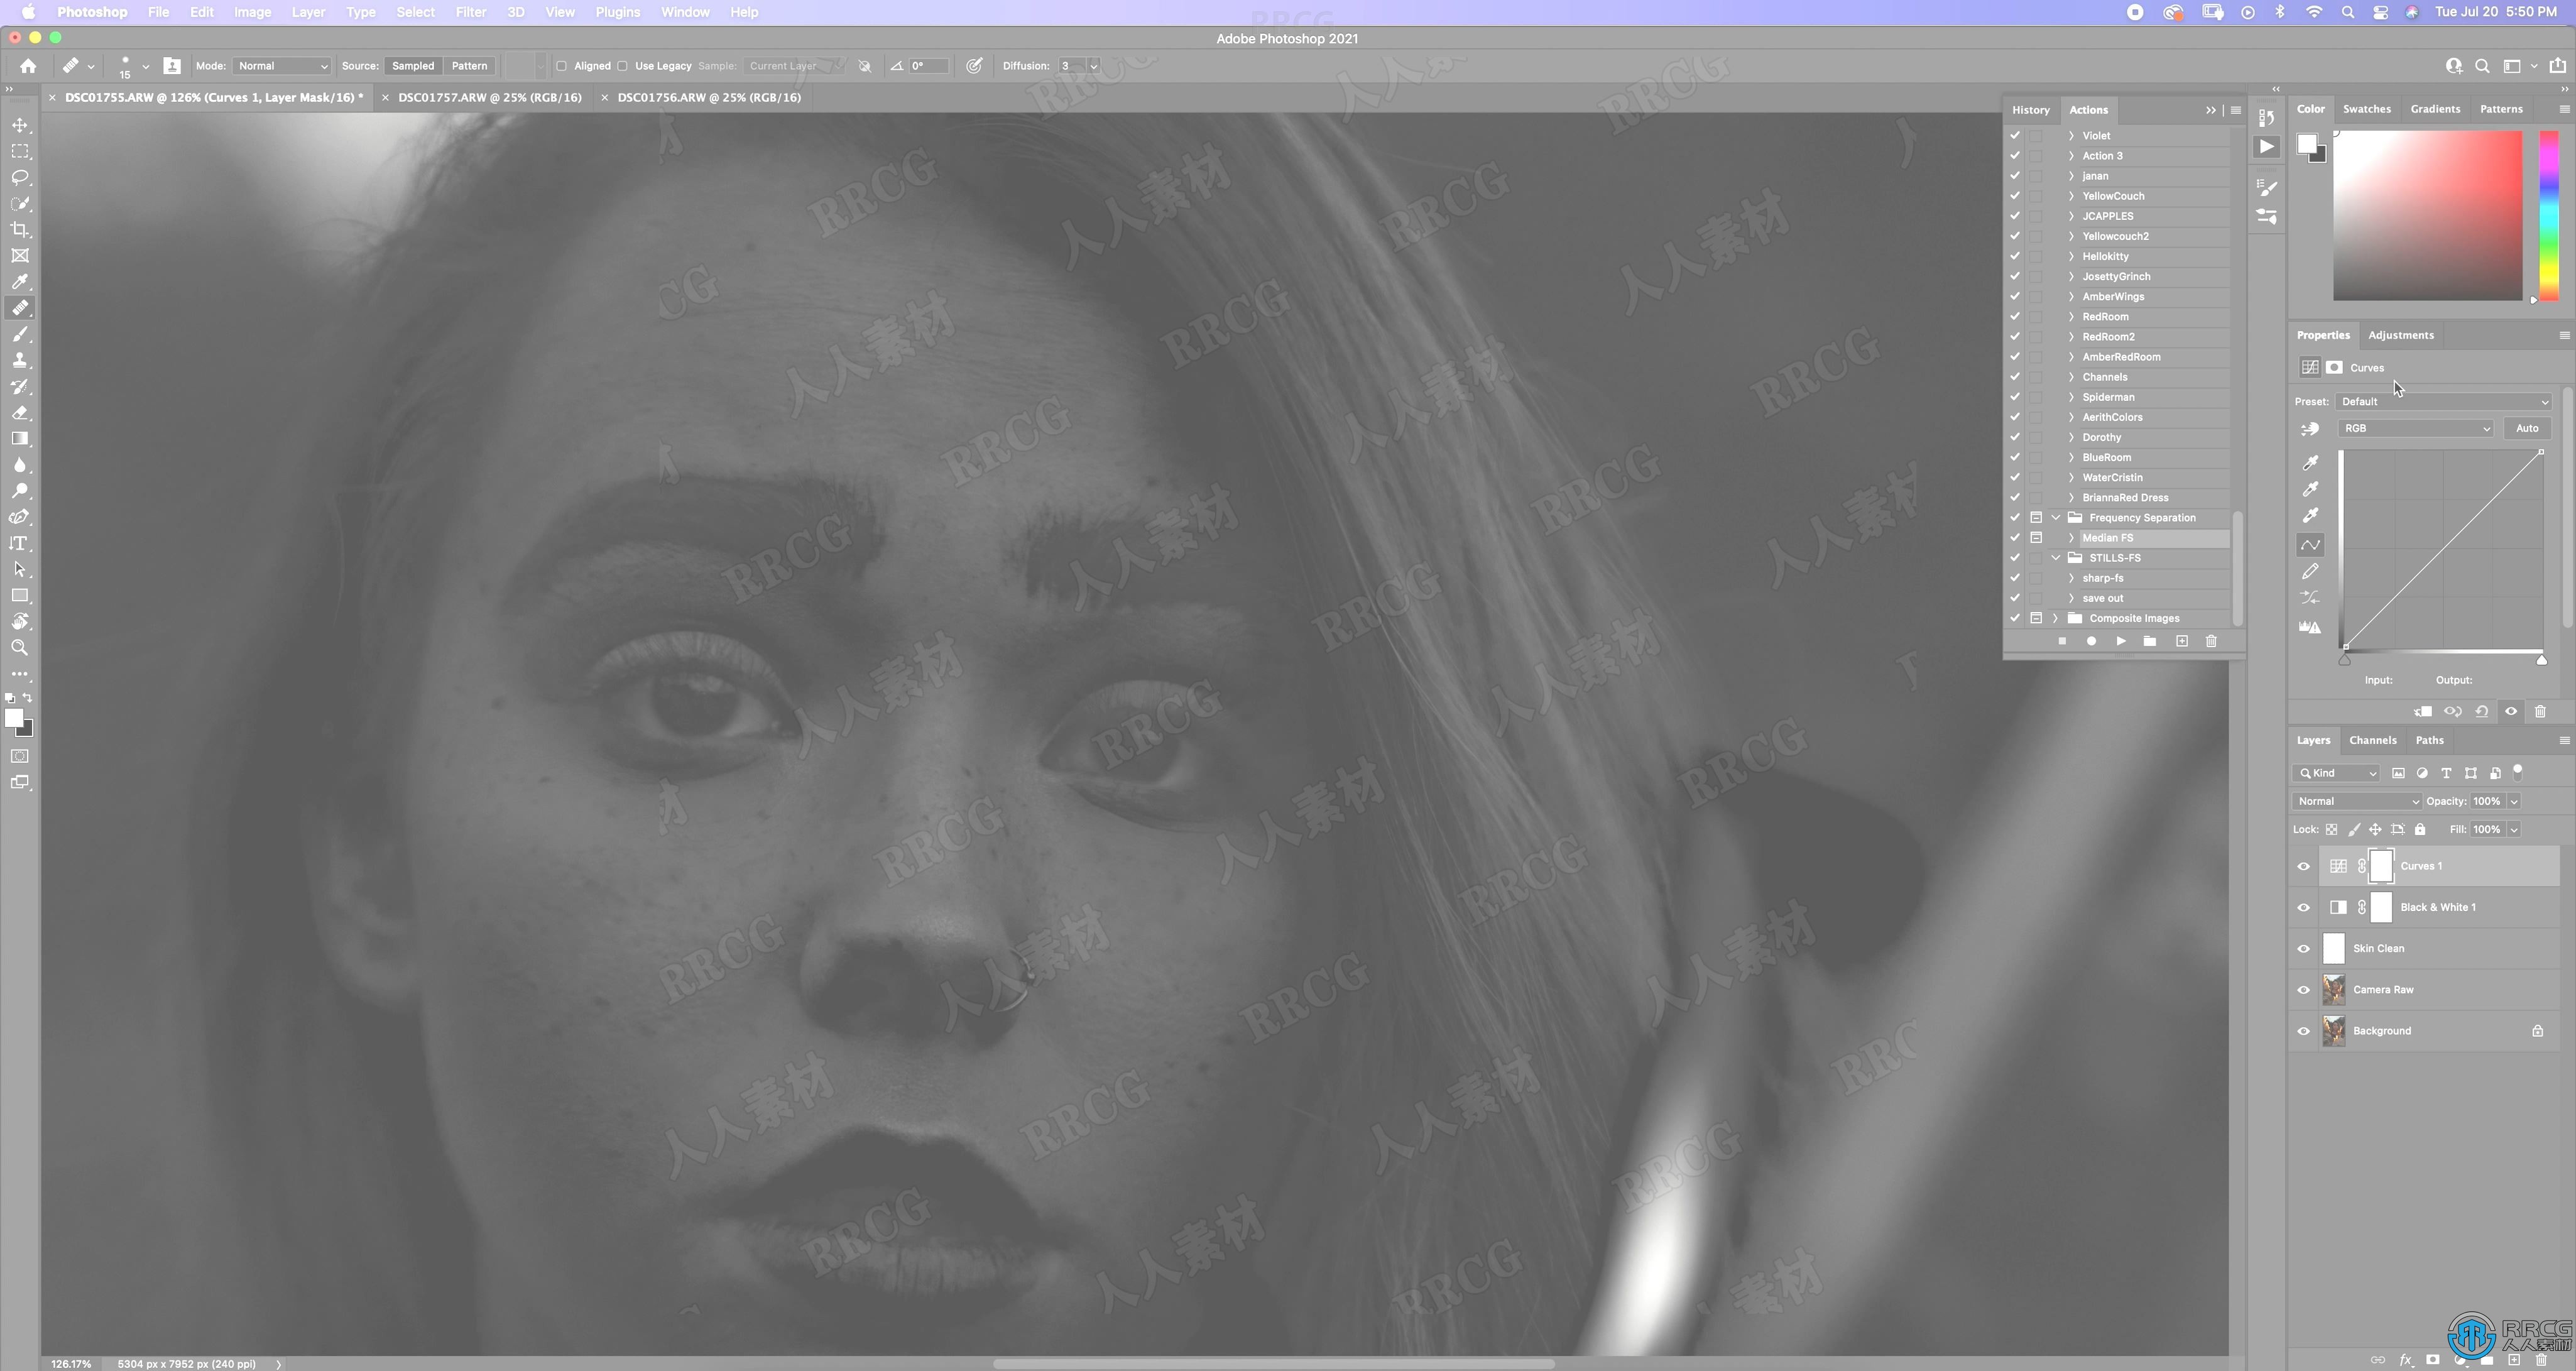 Photoshop File Edit Image Layer Type Select Filter 3D View Plugins Window Help Tue Jul 20 5:50 PM
Adobe Photoshop 2021
15 Mode: Normal Source: Sampled Pattern Aligned Use Legacy Sample: Current Layer 0° Diffusion: 3
DSC01755.ARW @ 126% (Curves 1, Layer Mask/16) * DSC01757.ARW @ 25% (RGB/16) DSC01756.ARW @ 25% (RGB/16)
History Actions
Violet
Action 3
janan
YellowCouch
JCAPPLES
Yellowcouch2
Hellokitty
JosettyGrinch
AmberWings
RedRoom
RedRoom2
AmberRedRoom
Channels
Spiderman
AerithColors
Dorothy
BlueRoom
WaterCristin
BriannaRed Dress
Frequency Separation
Median FS
STILLS-FS
sharp-fs
save out
Composite Images
Color Swatches Gradients Patterns
Properties Adjustments
Curves
Preset: Default
RGB Auto
Input: Output:
Layers Channels Paths
Kind
Normal Opacity: 100%
Lock: Fill: 100%
Curves 1
Black & White 1
Skin Clean
Camera Raw
Background
fx
126.17% 5304 px x 7952 px (240 ppi)
RRCG
人人素材